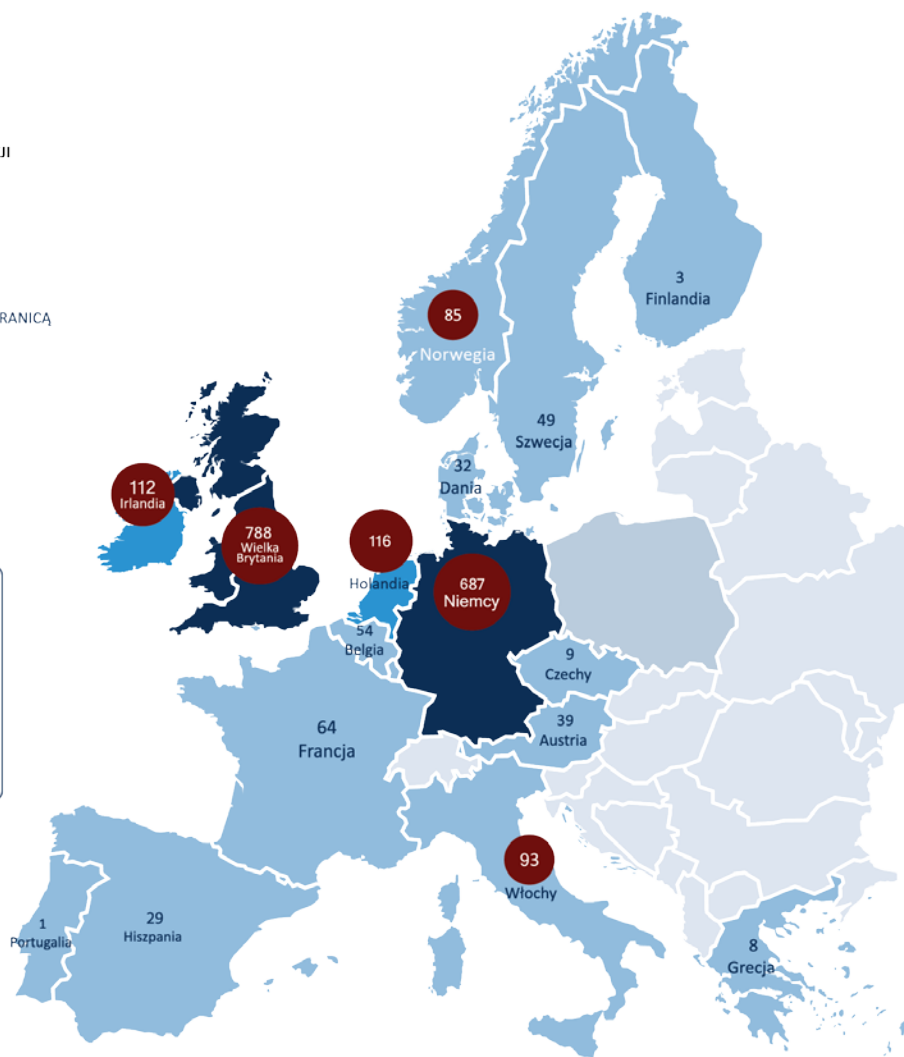 JI
RANICĄ
3
Finlandia
85
Norwegia
49
Szwecja
32
Dania
112
Irlandia
788
Wielka
Brytania
116
Holandia
687
Niemcy
54
Belgia
9
Czechy
39
Austria
64
Francja
93
Włochy
29
Hiszpania
1
Portugalia
8
Grecja